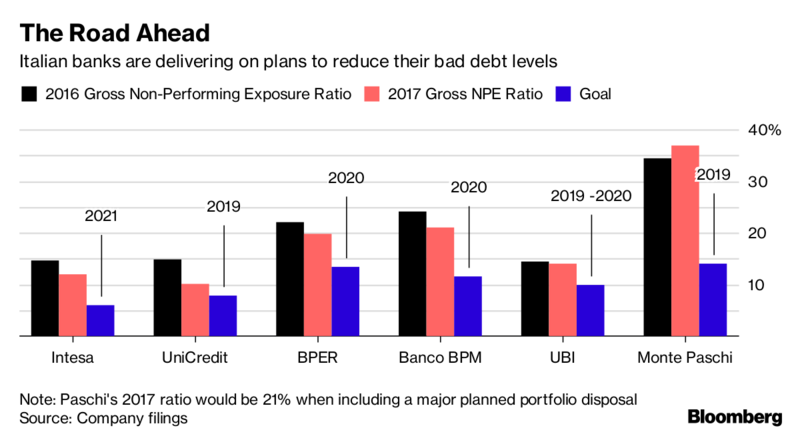 The Road Ahead
Italian banks are delivering on plans to reduce their bad debt levels
2016 Gross Non-Performing Exposure Ratio 2017 Gross NPE Ratio Goal
40%
30
20
10
2021
2019
2020
2020
2019 -2020
2019
Intesa UniCredit BPER Banco BPM UBI Monte Paschi
Note: Paschi's 2017 ratio would be 21% when including a major planned portfolio disposal
Source: Company filings
Bloomberg